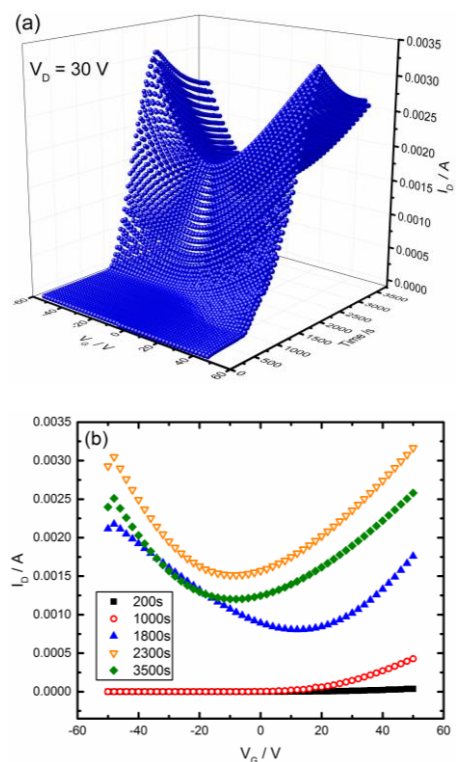 (a)
V_D = 30 V
0.0035
0.0030
0.0025
0.0020
0.0015
0.0010
0.0005
0.0000
I_D / A
-60
-40
-20
0
20
40
60
V_G / V
0
500
1000
1500
2000
2500
3000
3500
Time /s
(b)
0.0035
0.0030
0.0025
0.0020
0.0015
0.0010
0.0005
0.0000
I_D / A
200s
1000s
1800s
2300s
3500s
-60 -40 -20 0 20 40 60
V_G / V